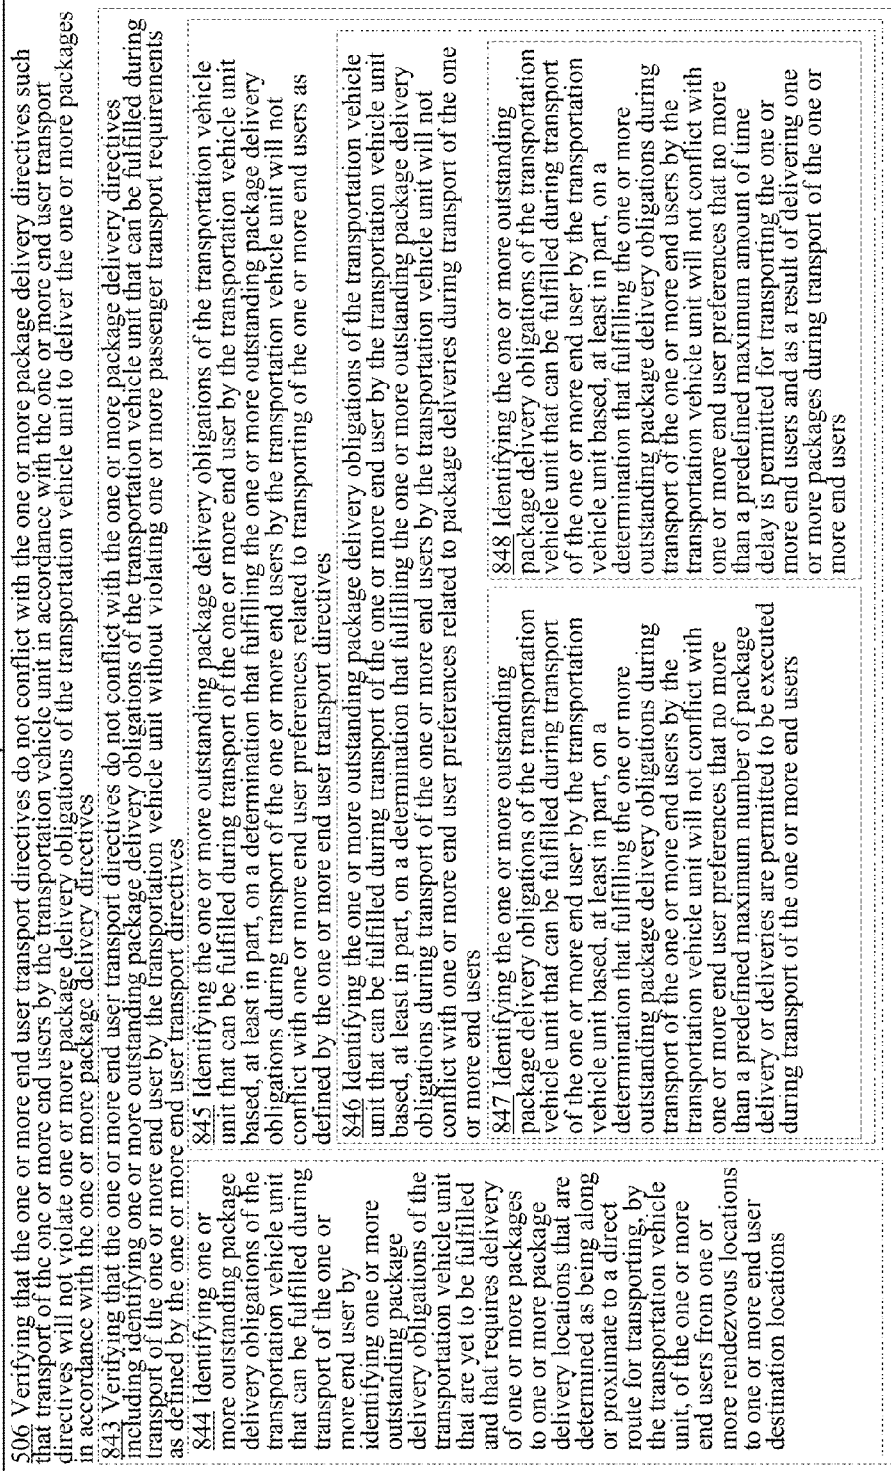 506 Verifying that the one or more end user transport directives do not conflict with the one or more package delivery directives such
that transport of the one or more end users by the transportation vehicle unit in accordance with the one or more end user transport
directives will not violate one or more package delivery obligations of the transportation vehicle unit to deliver the one or more packages
in accordance with the one or more package delivery directives
843 Verifying that the one or more end user transport directives do not conflict with the one or more package delivery directives
including identifying one or more outstanding package delivery obligations of the transportation vehicle unit that can be fulfilled during
transport of the one or more end user by the transportation vehicle unit without violating one or more passenger transport requirements
as defined by the one or more end user transport directives
844 Identifying one or
more outstanding package
delivery obligations of the
transportation vehicle unit
that can be fulfilled during
transport of the one or
more end user by
identifying one or more
outstanding package
delivery obligations of the
transportation vehicle unit
that are yet to be fulfilled
and that requires delivery
of one or more packages
to one or more package
delivery locations that are
determined as being along
or proximate to a direct
route for transporting, by
the transportation vehicle
unit, of the one or more
end users from one or
more rendezvous locations
to one or more end user
destination locations
845 Identifying the one or more outstanding package delivery obligations of the transportation vehicle
unit that can be fulfilled during transport of the one or more end user by the transportation vehicle unit
based, at least in part, on a determination that fulfilling the one or more outstanding package delivery
obligations during transport of the one or more end users by the transportation vehicle unit will not
conflict with one or more end user preferences related to transporting of the one or more end users as
defined by the one or more end user transport directives
846 Identifying the one or more outstanding package delivery obligations of the transportation vehicle
unit that can be fulfilled during transport of the one or more end user by the transportation vehicle unit
based, at least in part, on a determination that fulfilling the one or more outstanding package delivery
obligations during transport of the one or more end users by the transportation vehicle unit will not
conflict with one or more end user preferences related to package deliveries during transport of the one
or more end users
847 Identifying the one or more outstanding
package delivery obligations of the transportation
vehicle unit that can be fulfilled during transport
of the one or more end user by the transportation
vehicle unit based, at least in part, on a
determination that fulfilling the one or more
outstanding package delivery obligations during
transport of the one or more end users by the
transportation vehicle unit will not conflict with
one or more end user preferences that no more
than a predefined maximum number of package
delivery or deliveries are permitted to be executed
during transport of the one or more end users
848 Identifying the one or more outstanding
package delivery obligations of the transportation
vehicle unit that can be fulfilled during transport
of the one or more end user by the transportation
vehicle unit based, at least in part, on a
determination that fulfilling the one or more
outstanding package delivery obligations during
transport of the one or more end users by the
transportation vehicle unit will not conflict with
one or more end user preferences that no more
than a predefined maximum amount of time
delay is permitted for transporting the one or
more end users and as a result of delivering one
or more packages during transport of the one or
more end users